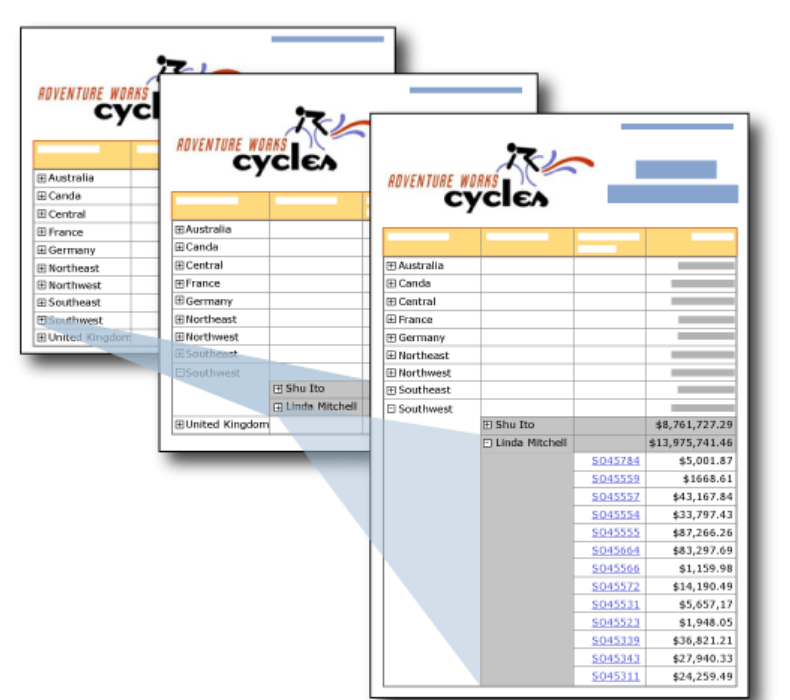 ADVENTURE WORKS
cycl
Australia
Canda
Central
France
Germany
Northeast
Northwest
Southeast
Southwest
United Kingdom
ADVENTURE WORKS
cycles
Australia
Canda
Central
France
Germany
Northeast
Northwest
Southeast
Southwest
Shu Ito
Linda Mitchell
United Kingdom
ADVENTURE WORKS
cycles
Australia
Canda
Central
France
Germany
Northeast
Northwest
Southeast
Southwest
Shu Ito $8,761,727.29
Linda Mitchell $13,975,741.46
SO45784 $5,001.87
SO45559 $1668.61
SO45557 $43,167.84
SO45554 $33,797.43
SO45555 $87,266.26
SO45664 $83,297.69
SO45566 $1,159.98
SO45572 $14,190.49
SO45531 $5,657,17
SO45523 $1,948.05
SO45339 $36,821.21
SO45343 $27,940.33
SO45311 $24,259.49